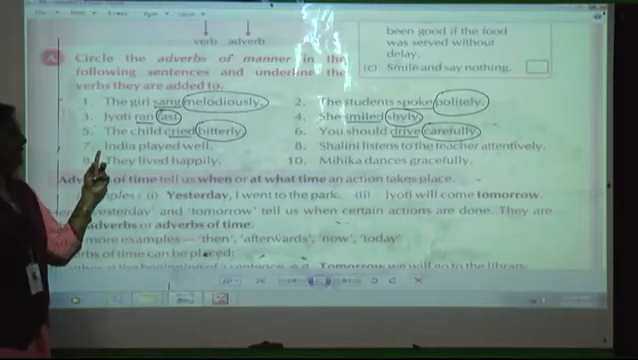 verb adverb
been good if the food
was served without
delay.
(c) Smile and say nothing.
A Circle the adverbs of manner in the
following sentences and underline the
verbs they are added to.
1. The girl sang melodiously. 2. The students spoke politely.
3. Jyoti ran fast. 4. She smiled shyly.
5. The child cried bitterly. 6. You should drive carefully.
7. India played well. 8. Shalini listens to the teacher attentively.
They lived happily. 10. Mihika dances gracefully.
Adverbs of time tell us when or at what time an action takes place.
(i) Yesterday, I went to the park. (ii) Jyoti will come tomorrow.
'yesterday' and 'tomorrow' tell us when certain actions are done. They are
adverbs or adverbs of time.
more examples – 'then', 'afterwards', 'now', 'today'
of time can be placed:
at the beginning of a sentence, e.g. Tomorrow we will go to the library.